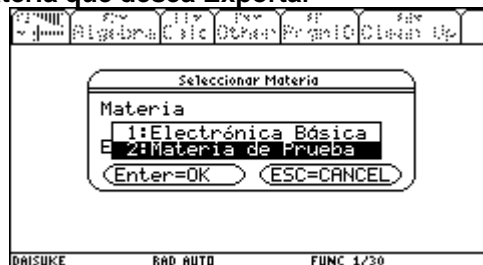 teria que desea Exportar
Algebra Calc Other PrgmIO Clean Up
Seleccionar Materia
Materia
1:Electrónica Básica
E 2:Materia de Prueba
Enter=OK ESC=CANCEL
DAISUKE RAD AUTO FUNC 1/30